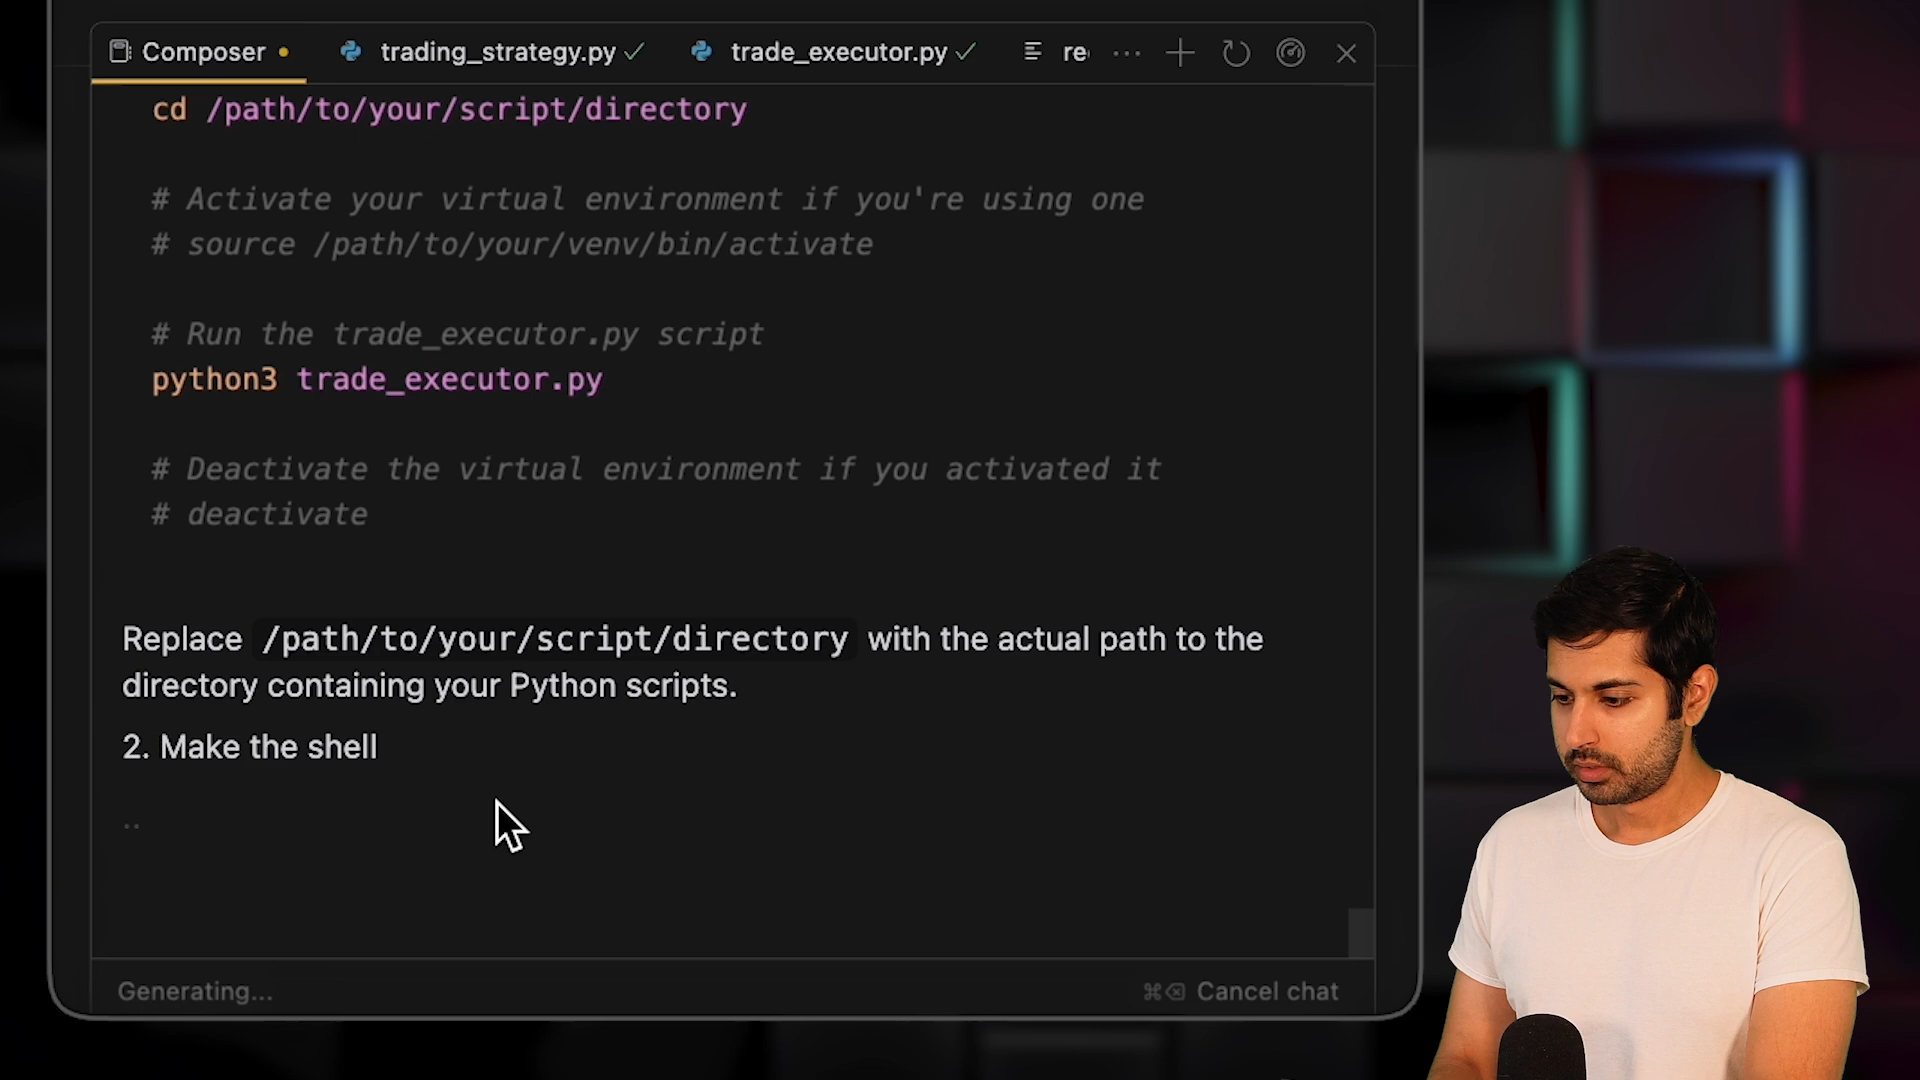 Composer trading_strategy.py trade_executor.py re
cd /path/to/your/script/directory
# Activate your virtual environment if you're using one
# source /path/to/your/venv/bin/activate
# Run the trade_executor.py script
python3 trade_executor.py
# Deactivate the virtual environment if you activated it
# deactivate
Replace /path/to/your/script/directory with the actual path to the
directory containing your Python scripts.
2. Make the shell
..
Generating... ⌘⌫ Cancel chat